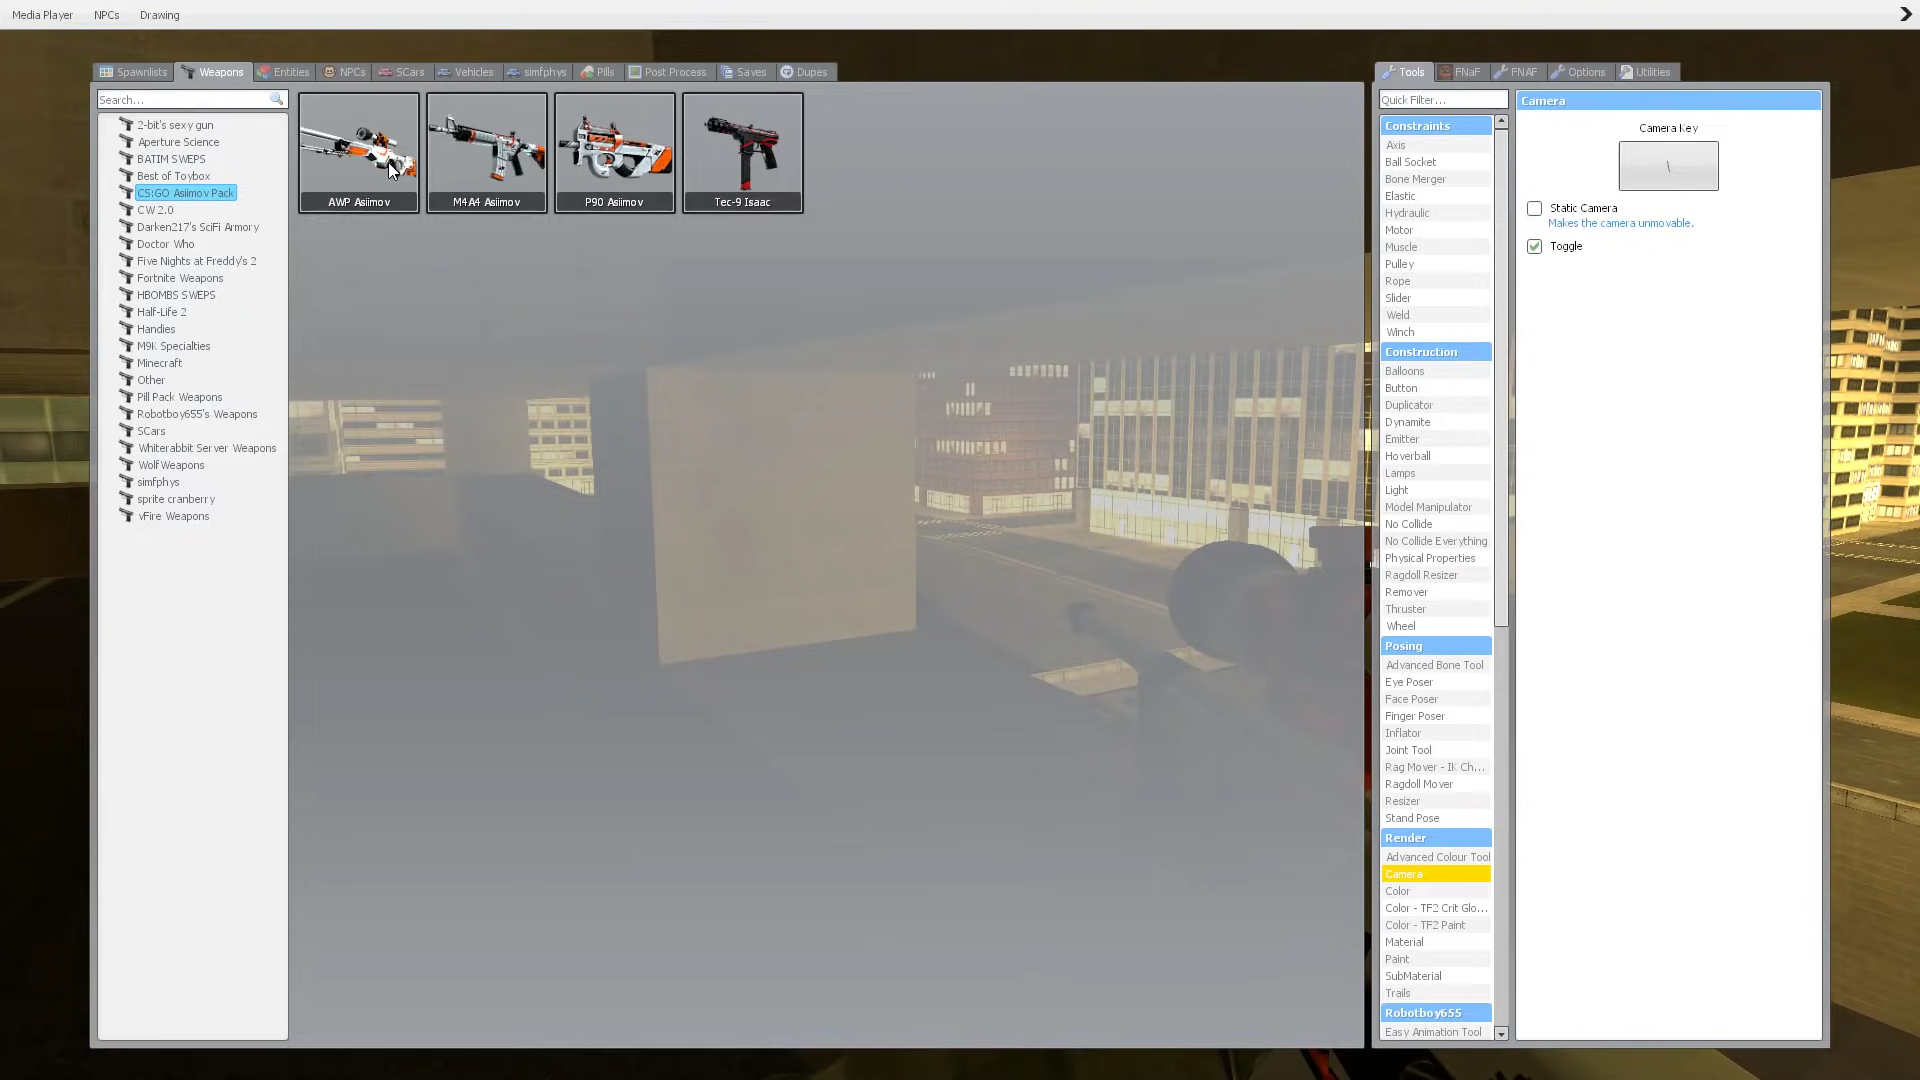 Media Player
NPCs
Drawing
Spawnlists
Weapons
Entities
NPCs
SCars
Vehicles
simfphys
Pills
Post Process
Saves
Dupes
Search...
2-bit's sexy gun
Aperture Science
BATIM SWEPS
Best of Toybox
CS:GO Asiimov Pack
CW 2.0
Darken217's SciFi Armory
Doctor Who
Five Nights at Freddy's 2
Fortnite Weapons
HBOMBS SWEPS
Half-Life 2
Handies
M9K Specialties
Minecraft
Other
Pill Pack Weapons
Robotboy655's Weapons
SCars
Whiterabbit Server Weapons
Wolf Weapons
simfphys
sprite cranberry
vFire Weapons
AWP Asiimov
M4A4 Asiimov
P90 Asiimov
Tec-9 Isaac
Tools
FNaF
FNAF
Options
Utilities
Quick Filter...
Constraints
Axis
Ball Socket
Bone Merger
Elastic
Hydraulic
Motor
Muscle
Pulley
Rope
Slider
Weld
Winch
Construction
Balloons
Button
Duplicator
Dynamite
Emitter
Hoverball
Lamps
Light
Model Manipulator
No Collide
No Collide Everything
Physical Properties
Ragdoll Resizer
Remover
Thruster
Wheel
Posing
Advanced Bone Tool
Eye Poser
Face Poser
Finger Poser
Inflator
Joint Tool
Rag Mover - IK Ch...
Ragdoll Mover
Resizer
Stand Pose
Render
Advanced Colour Tool
Camera
Color
Color - TF2 Crit Glo...
Color - TF2 Paint
Material
Paint
SubMaterial
Trails
Robotboy655
Easy Animation Tool
Camera
Camera Key
\
Static Camera
Makes the camera unmovable.
Toggle